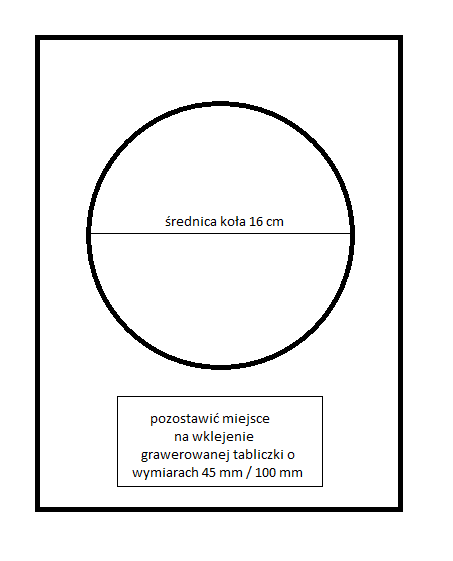 średnica koła 16 cm
pozostawić miejsce
na wklejenie
grawerowanej tabliczki o
wymiarach 45 mm / 100 mm